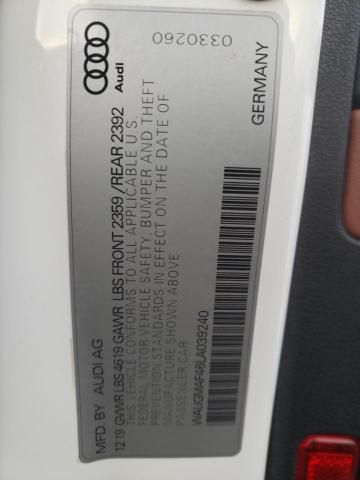 Audi
0330260
MFD. BY AUDI AG GERMANY
12.19 GWWR LBS 4619 GAWR LBS FRONT 2359 / REAR 2392
THIS CAR CONFORMS TO ALL APPLICABLE U.S.
FEDERAL MOTOR VEHICLE SAFETY, BUMPER AND THEFT
PREVENTION STANDARDS IN EFFECT ON THE DATE OF
MANUFACTURE SHOWN ABOVE
PASSENGER CAR
WAUGMAF46LA039240